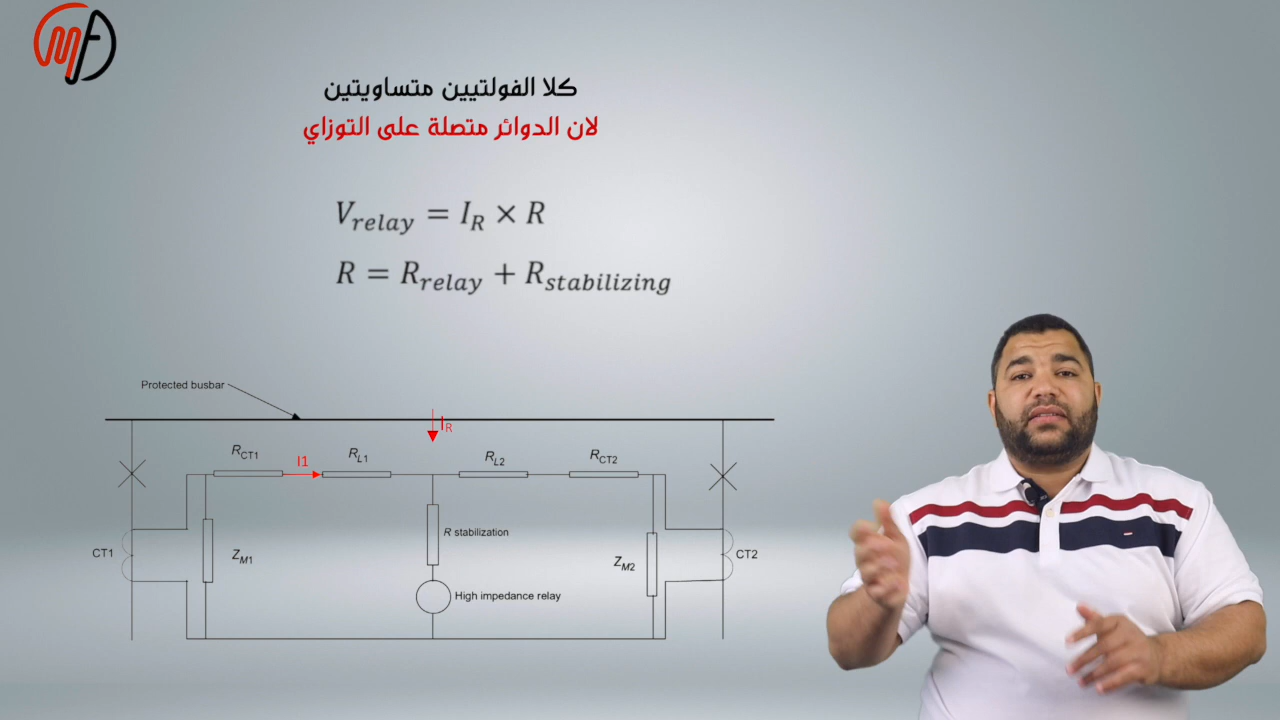 كلا الفولتيين متساويتين
لان الدوائر متصلة على التوزاي
V_relay = I_R × R
R = R_relay + R_stabilizing
Protected busbar
I_R
R_CT1
I1
R_L1
R_L2
R_CT2
R stabilization
CT1
Z_M1
Z_M2
CT2
High impedance relay